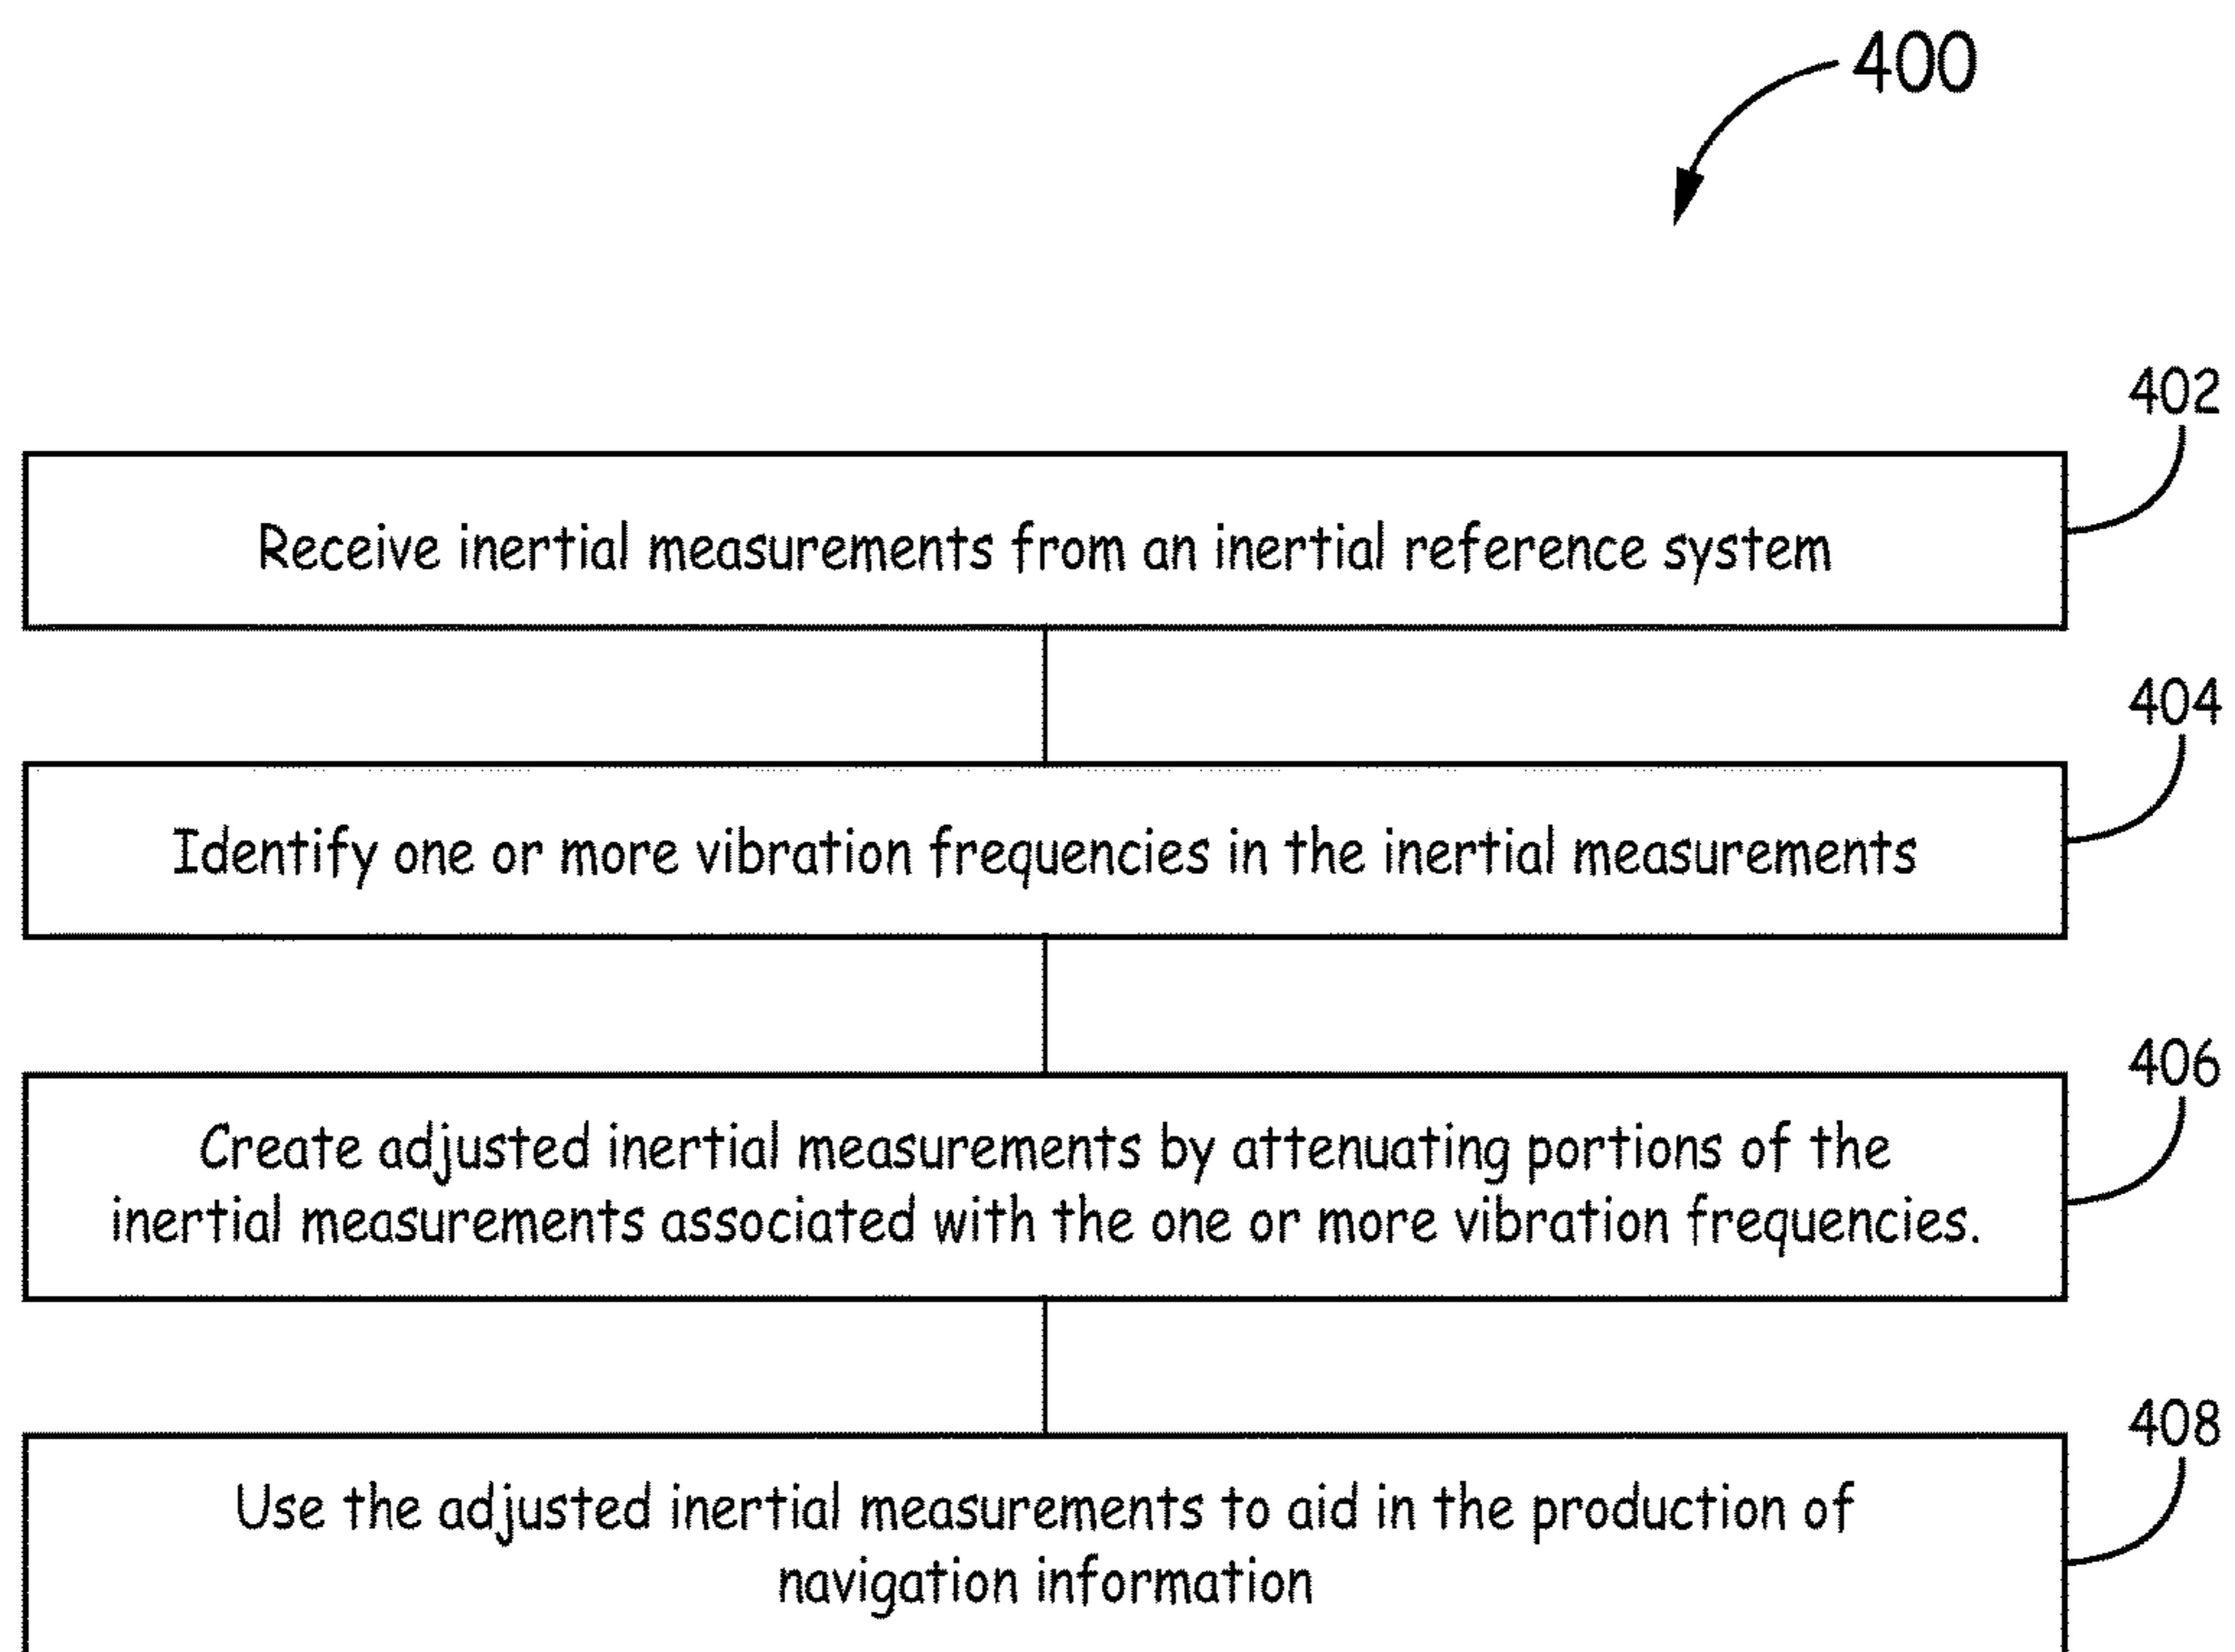 400
402
Receive inertial measurements from an inertial reference system
404
Identify one or more vibration frequencies in the inertial measurements
406
Create adjusted inertial measurements by attenuating portions of the
inertial measurements associated with the one or more vibration frequencies.
408
Use the adjusted inertial measurements to aid in the production of
navigation information